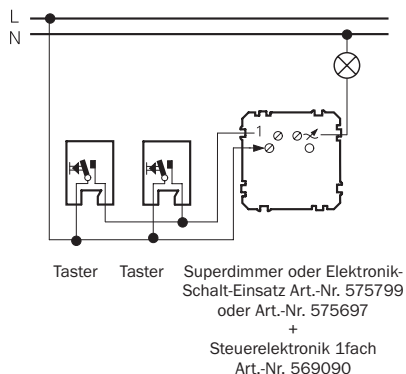 L
N
1
Taster Taster Superdimmer oder Elektronik-
Schalt-Einsatz Art.-Nr. 575799
oder Art.-Nr. 575697
+
Steuerelektronik 1fach
Art.-Nr. 569090